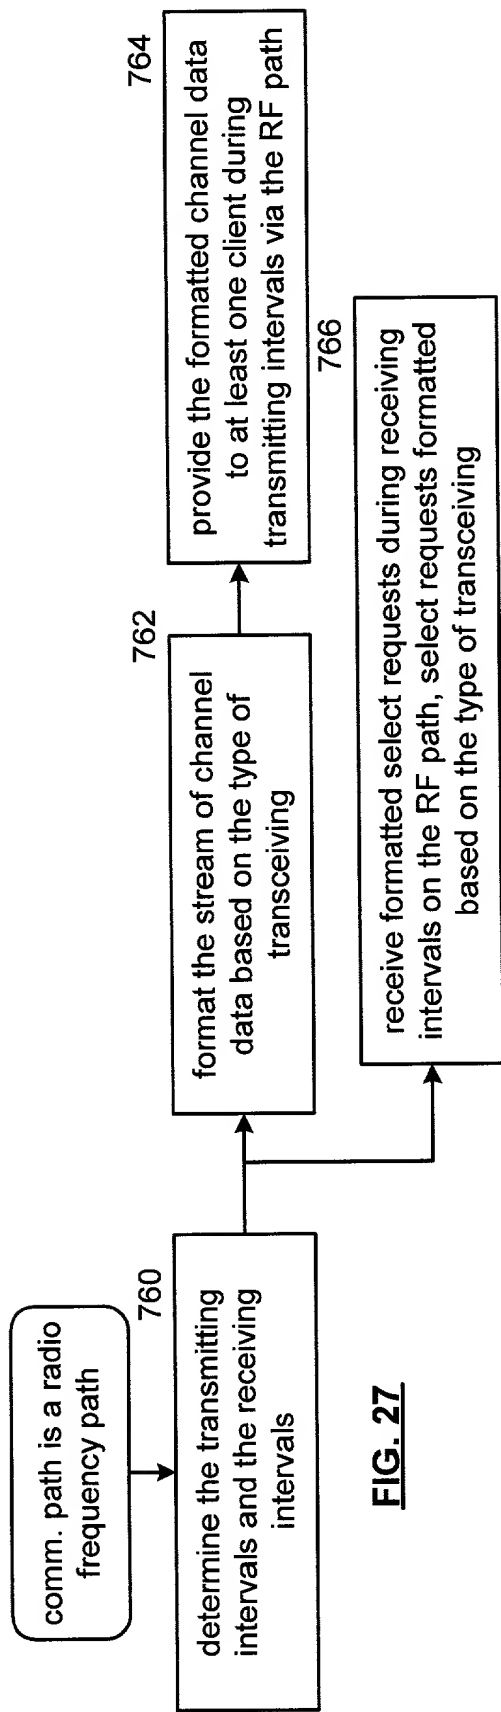 comm. path is a radio
frequency path
760
determine the transmitting
intervals and the receiving
intervals
762
format the stream of channel
data based on the type of
transceiving
764
provide the formatted channel data
to at least one client during
transmitting intervals via the RF path
766
receive formatted select requests during receiving
intervals on the RF path, select requests formatted
based on the type of transceiving
FIG. 27